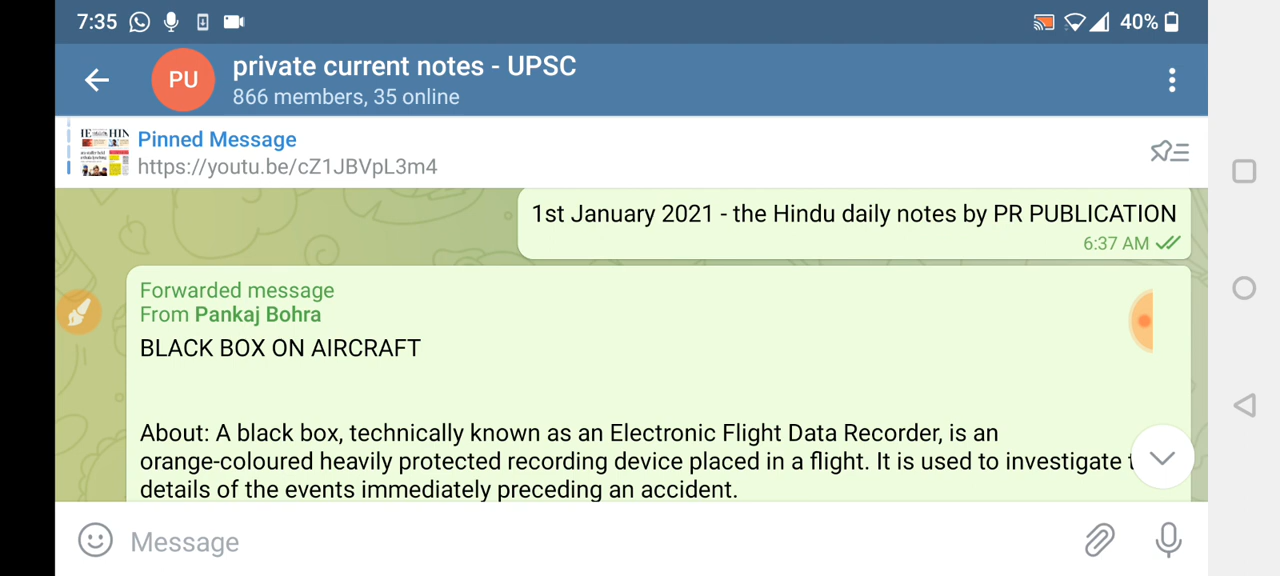 7:35
40%
PU
private current notes - UPSC
866 members, 35 online
Pinned Message
https://youtu.be/cZ1JBVpL3m4
1st January 2021 - the Hindu daily notes by PR PUBLICATION
6:37 AM
Forwarded message
From Pankaj Bohra
BLACK BOX ON AIRCRAFT
About: A black box, technically known as an Electronic Flight Data Recorder, is an
orange-coloured heavily protected recording device placed in a flight. It is used to investigate
details of the events immediately preceding an accident.
Message